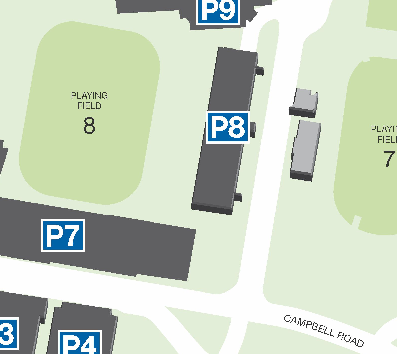 P9
PLAYING
FIELD
8
P8
PLAYI
FIEL
7
P7
CAMPBELL ROAD
3
P4